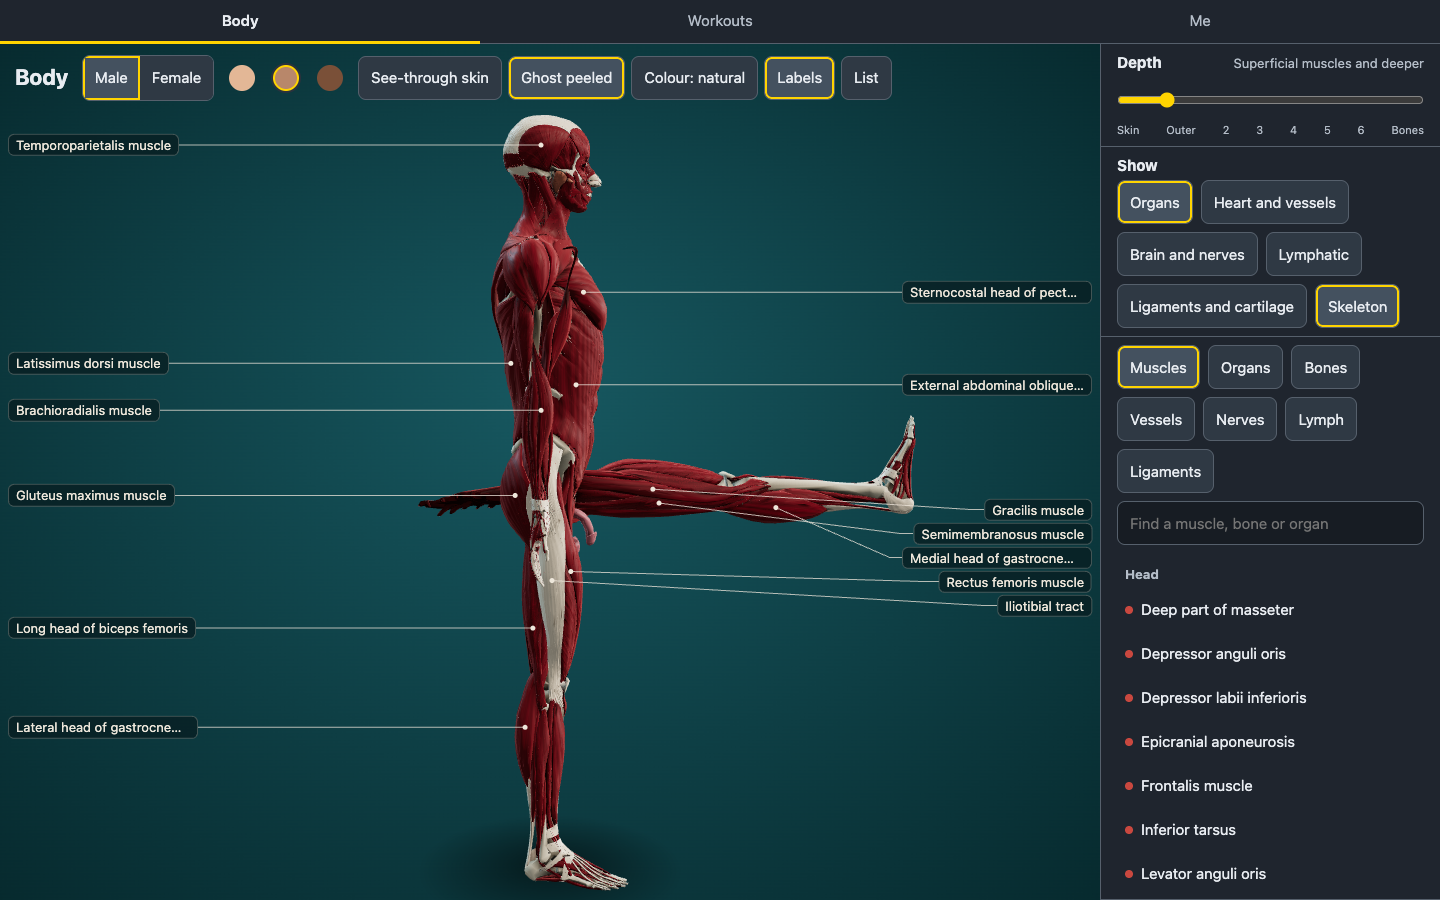 Body
Workouts
Me
Body
Male
Female
See-through skin
Ghost peeled
Colour: natural
Labels
List
Temporoparietalis muscle
Latissimus dorsi muscle
Brachioradialis muscle
Gluteus maximus muscle
Long head of biceps femoris
Lateral head of gastrocne...
Sternocostal head of pect...
External abdominal oblique...
Gracilis muscle
Semimembranosus muscle
Medial head of gastrocne...
Rectus femoris muscle
Iliotibial tract
Depth
Superficial muscles and deeper
Skin
Outer
2
3
4
5
6
Bones
Show
Organs
Heart and vessels
Brain and nerves
Lymphatic
Ligaments and cartilage
Skeleton
Muscles
Organs
Bones
Vessels
Nerves
Lymph
Ligaments
Find a muscle, bone or organ
Head
Deep part of masseter
Depressor anguli oris
Depressor labii inferioris
Epicranial aponeurosis
Frontalis muscle
Inferior tarsus
Levator anguli oris